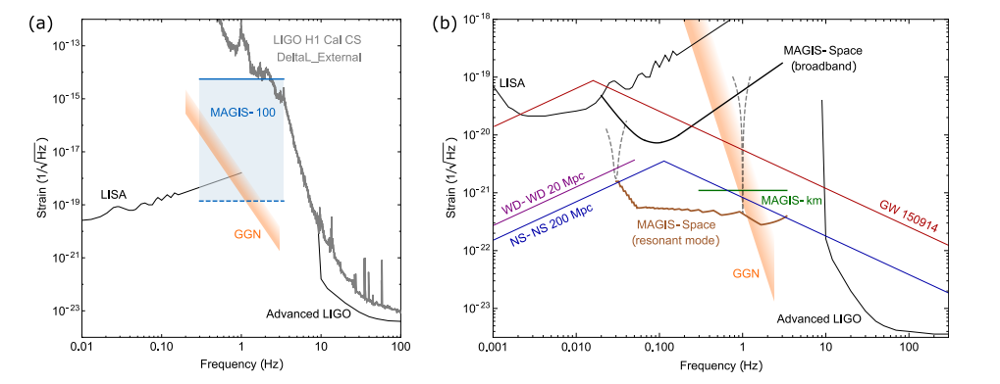 (a)
LIGO H1 Cal CS
DeltaL_External
MAGIS-100
LISA
GGN
Advanced LIGO
10^-13
10^-15
10^-17
10^-19
10^-21
10^-23
Strain (1/√Hz)
0.01 0.10 1 10 100
Frequency (Hz)
(b)
MAGIS-Space
(broadband)
LISA
WD-WD 20 Mpc
NS-NS 200 Mpc
MAGIS-km
MAGIS-Space
(resonant mode)
GW 150914
GGN
Advanced LIGO
10^-18
10^-19
10^-20
10^-21
10^-22
10^-23
Strain (1/√Hz)
0.001 0.010 0.100 1 10 100
Frequency (Hz)